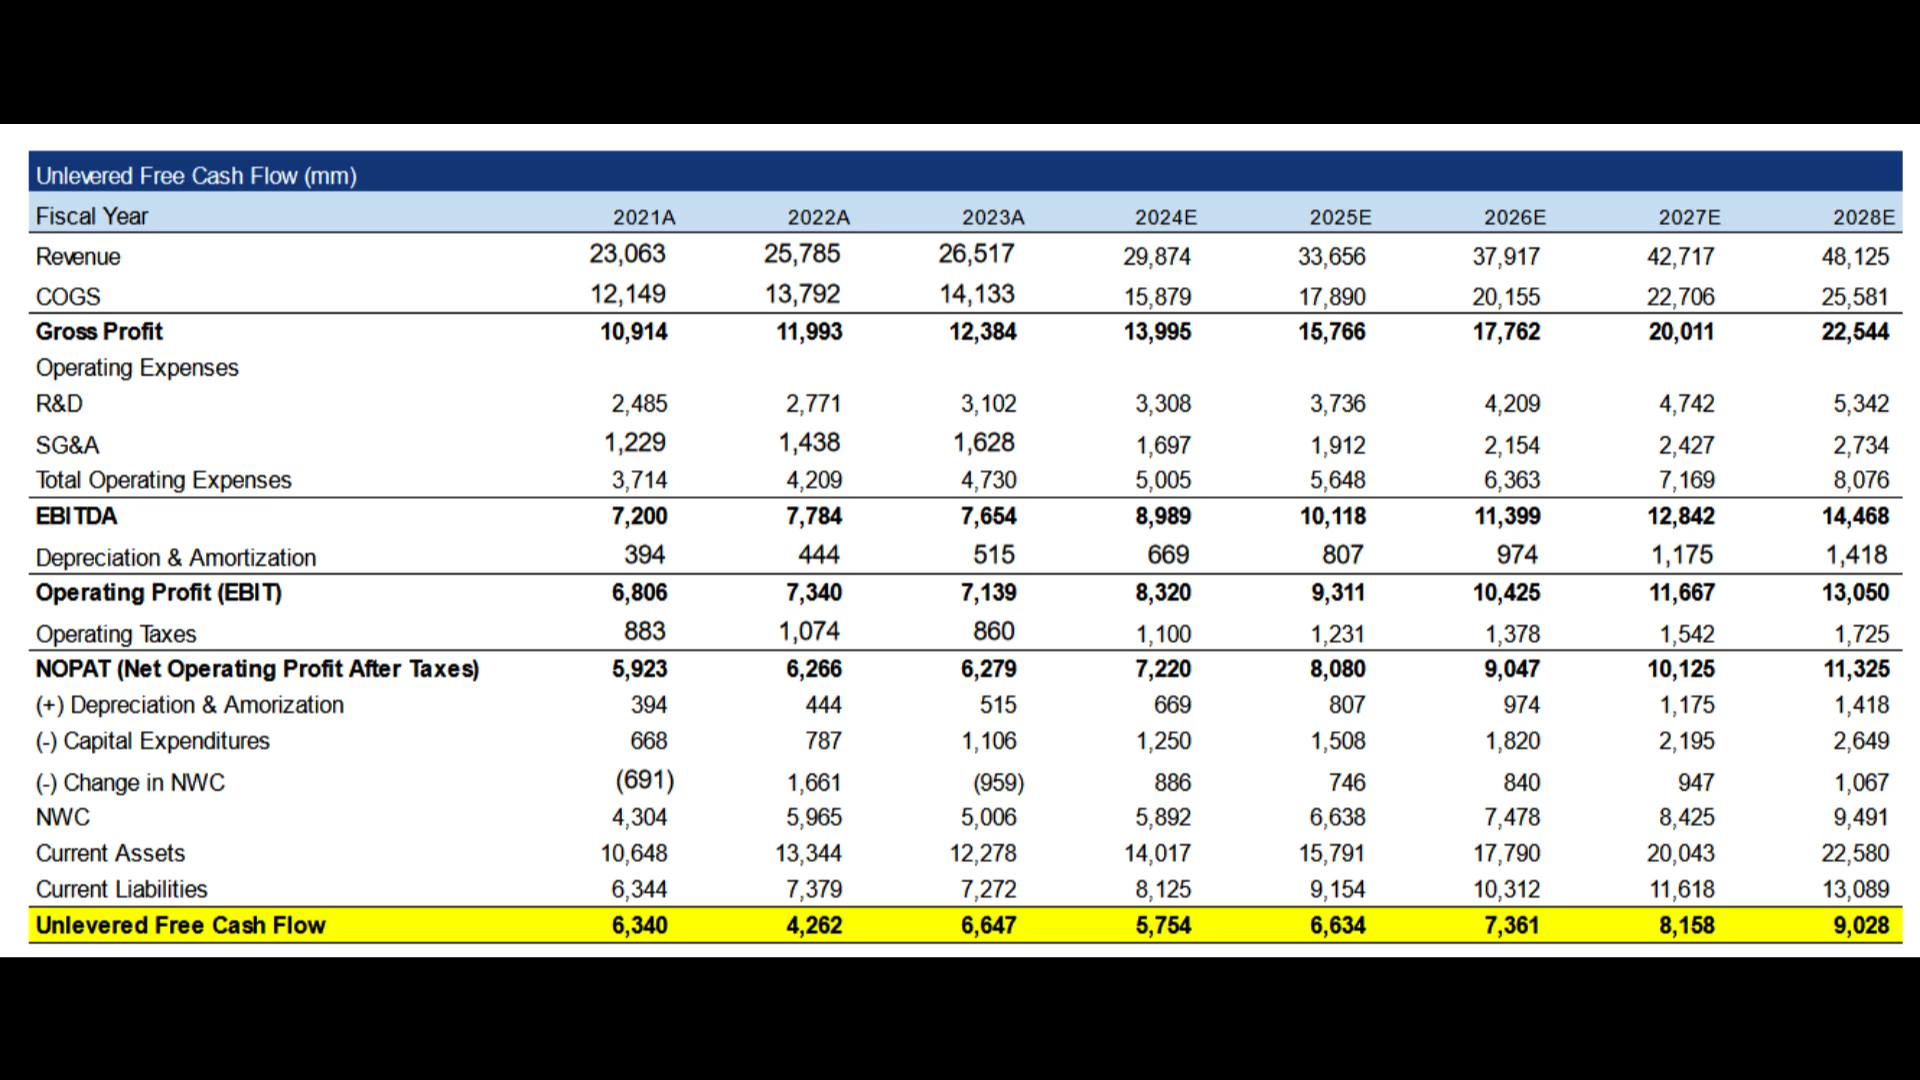 Unlevered Free Cash Flow (mm)
Fiscal Year 2021A 2022A 2023A 2024E 2025E 2026E 2027E 2028E
Revenue 23,063 25,785 26,517 29,874 33,656 37,917 42,717 48,125
COGS 12,149 13,792 14,133 15,879 17,890 20,155 22,706 25,581
Gross Profit 10,914 11,993 12,384 13,995 15,766 17,762 20,011 22,544
Operating Expenses
R&D 2,485 2,771 3,102 3,308 3,736 4,209 4,742 5,342
SG&A 1,229 1,438 1,628 1,697 1,912 2,154 2,427 2,734
Total Operating Expenses 3,714 4,209 4,730 5,005 5,648 6,363 7,169 8,076
EBITDA 7,200 7,784 7,654 8,989 10,118 11,399 12,842 14,468
Depreciation & Amortization 394 444 515 669 807 974 1,175 1,418
Operating Profit (EBIT) 6,806 7,340 7,139 8,320 9,311 10,425 11,667 13,050
Operating Taxes 883 1,074 860 1,100 1,231 1,378 1,542 1,725
NOPAT (Net Operating Profit After Taxes) 5,923 6,266 6,279 7,220 8,080 9,047 10,125 11,325
(+) Depreciation & Amorization 394 444 515 669 807 974 1,175 1,418
(-) Capital Expenditures 668 787 1,106 1,250 1,508 1,820 2,195 2,649
(-) Change in NWC (691) 1,661 (959) 886 746 840 947 1,067
NWC 4,304 5,965 5,006 5,892 6,638 7,478 8,425 9,491
Current Assets 10,648 13,344 12,278 14,017 15,791 17,790 20,043 22,580
Current Liabilities 6,344 7,379 7,272 8,125 9,154 10,312 11,618 13,089
Unlevered Free Cash Flow 6,340 4,262 6,647 5,754 6,634 7,361 8,158 9,028